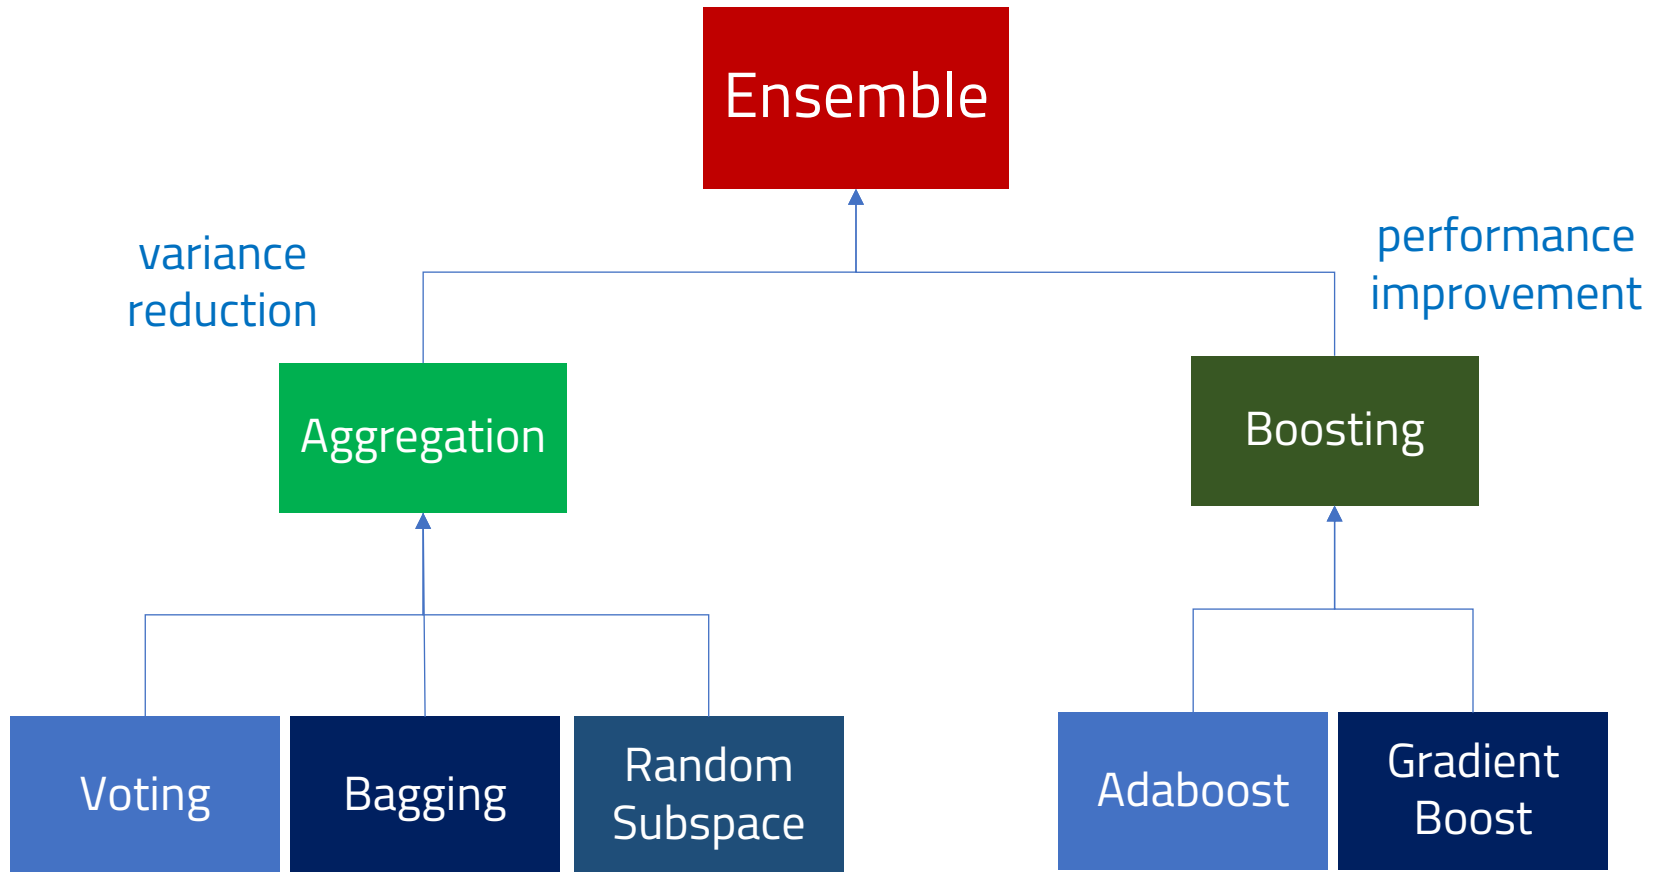 Ensemble
variance
reduction
performance
improvement
Aggregation
Boosting
Voting
Bagging
Random
Subspace
Adaboost
Gradient
Boost